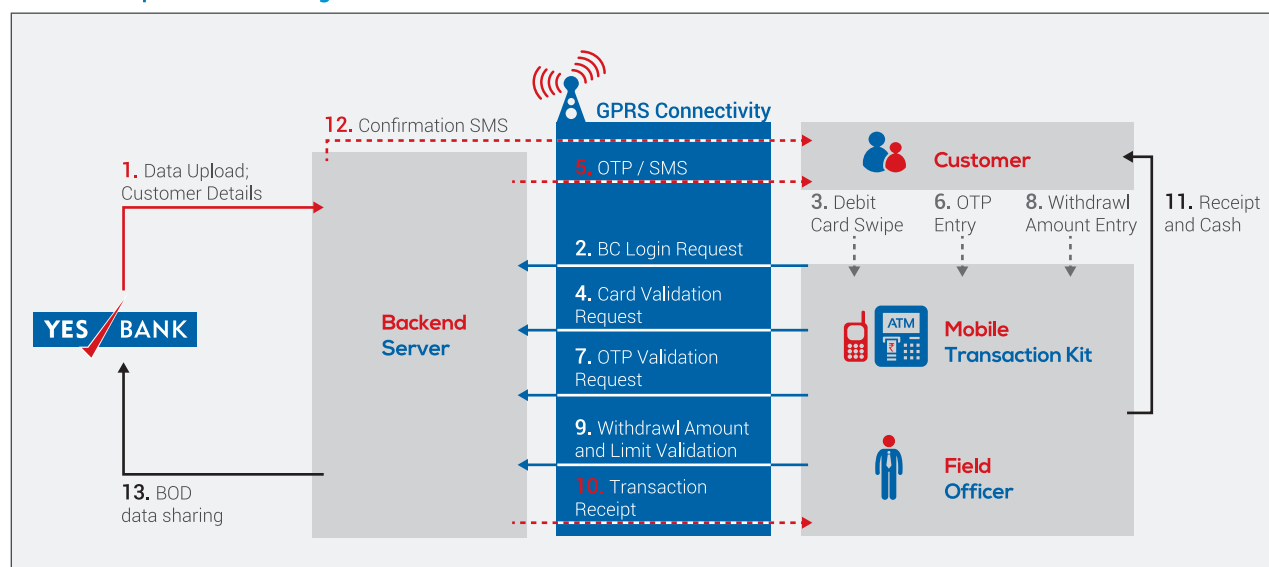 GPRS Connectivity
12. Confirmation SMS
1. Data Upload;
Customer Details
5. OTP / SMS
Customer
3. Debit
Card Swipe
6. OTP
Entry
8. Withdrawl
Amount Entry
11. Receipt
and Cash
2. BC Login Request
4. Card Validation
Request
YES BANK
Backend
Server
ATM
₹
Mobile
Transaction Kit
7. OTP Validation
Request
9. Withdrawl Amount
and Limit Validation
Field
Officer
10. Transaction
Receipt
13. BOD
data sharing